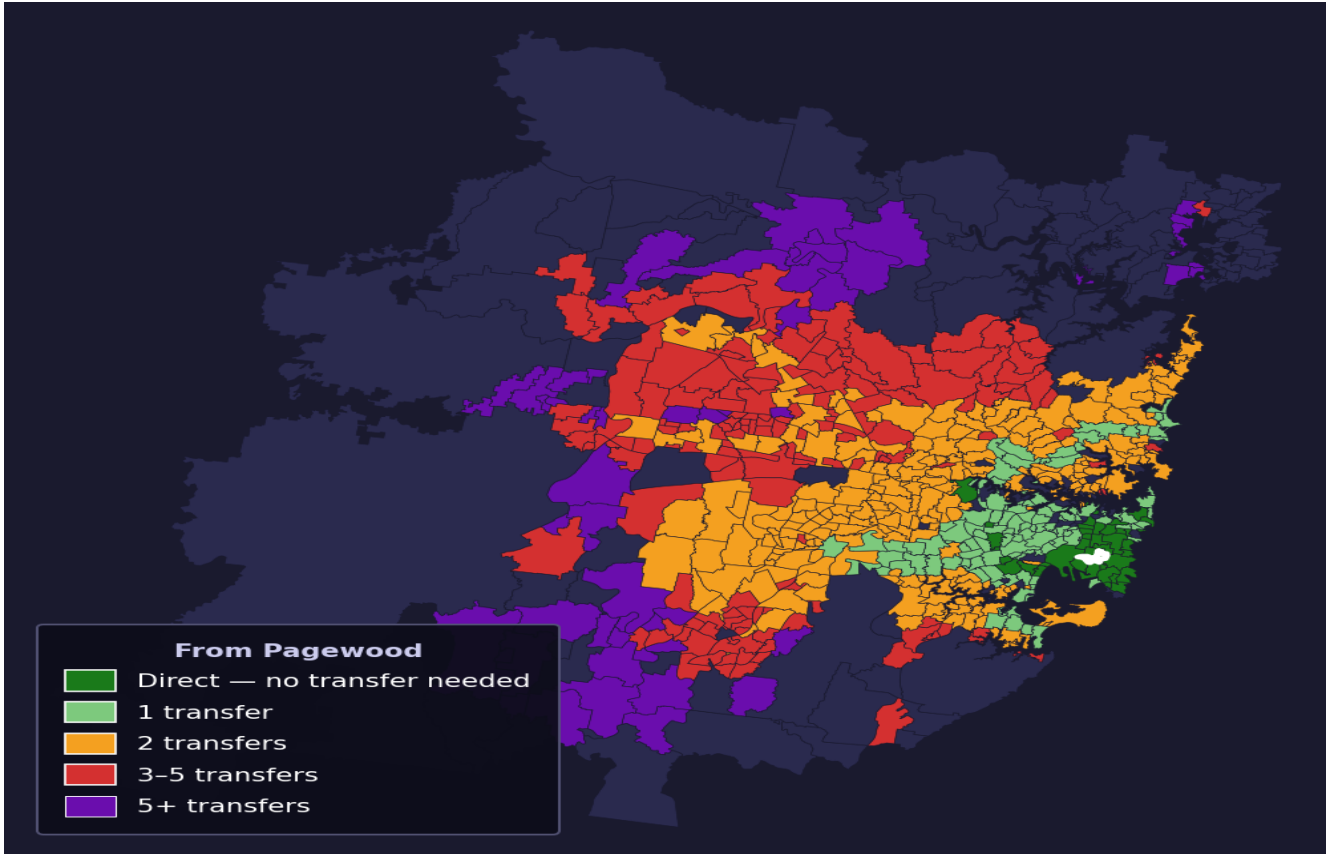 From Pagewood
Direct — no transfer needed
1 transfer
2 transfers
3–5 transfers
5+ transfers